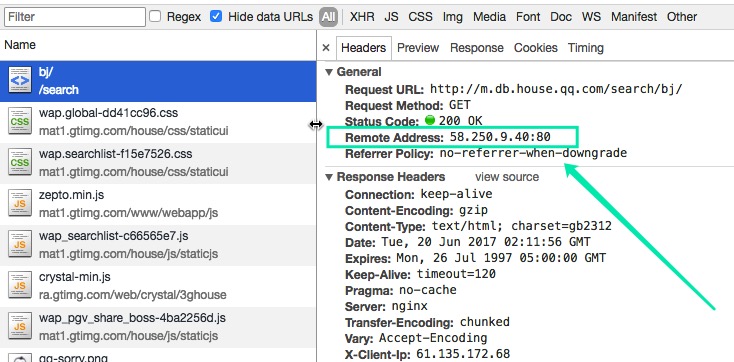 Filter Regex Hide data URLs All XHR JS CSS Img Media Font Doc WS Manifest Other
Name
bj/
/search
wap.global-dd41cc96.css
mat1.gtimg.com/house/css/staticui
wap.searchlist-f15e7526.css
mat1.gtimg.com/house/css/staticui
zepto.min.js
mat1.gtimg.com/www/webapp/js
wap_searchlist-c66565e7.js
mat1.gtimg.com/house/js/staticjs
crystal-min.js
ra.gtimg.com/web/crystal/3ghouse
wap_pgv_share_boss-4ba2256d.js
mat1.gtimg.com/house/js/staticjs
qq-sorry.png
× Headers Preview Response Cookies Timing
▼ General
Request URL: http://m.db.house.qq.com/search/bj/
Request Method: GET
Status Code: 200 OK
Remote Address: 58.250.9.40:80
Referrer Policy: no-referrer-when-downgrade
▼ Response Headers view source
Connection: keep-alive
Content-Encoding: gzip
Content-Type: text/html; charset=gb2312
Date: Tue, 20 Jun 2017 02:11:56 GMT
Expires: Mon, 26 Jul 1997 05:00:00 GMT
Keep-Alive: timeout=120
Pragma: no-cache
Server: nginx
Transfer-Encoding: chunked
Vary: Accept-Encoding
X-Client-Ip: 61.135.172.68